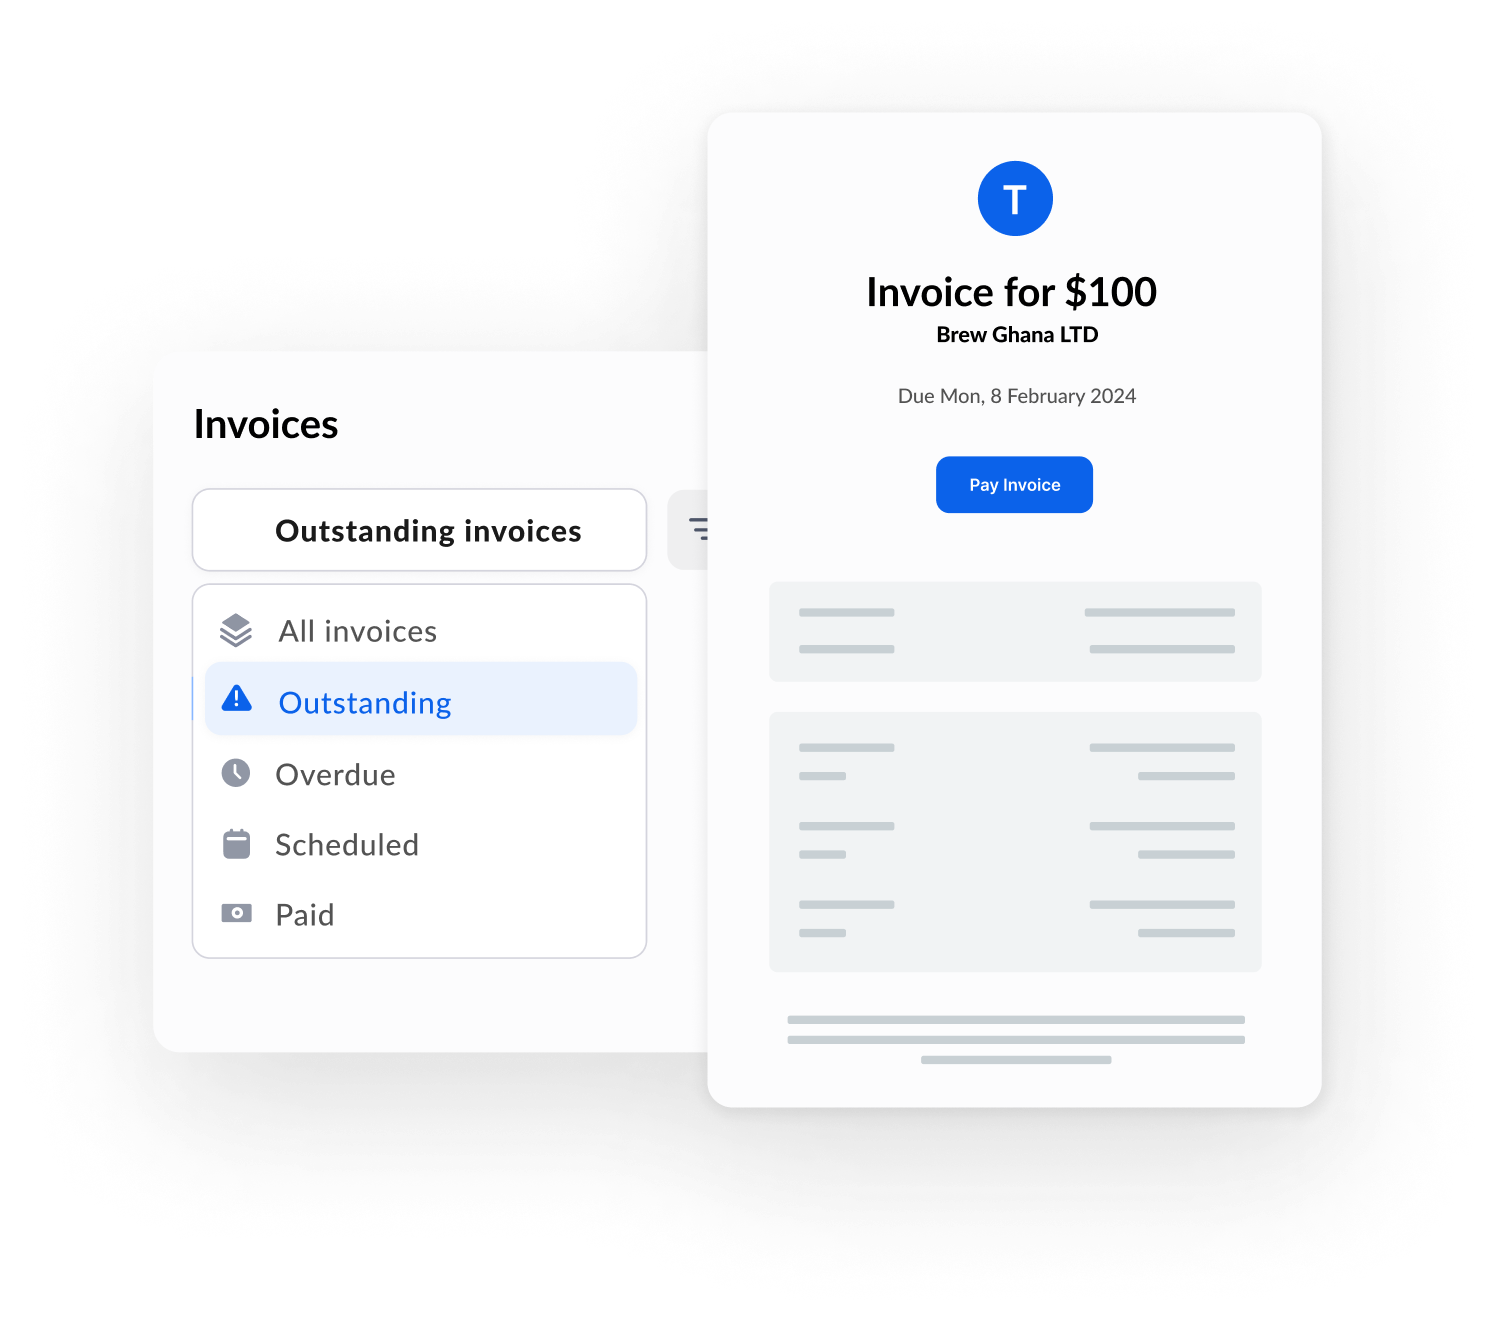 Invoices
Outstanding invoices
All invoices
Outstanding
Overdue
Scheduled
Paid
T
Invoice for $100
Brew Ghana LTD
Due Mon, 8 February 2024
Pay Invoice